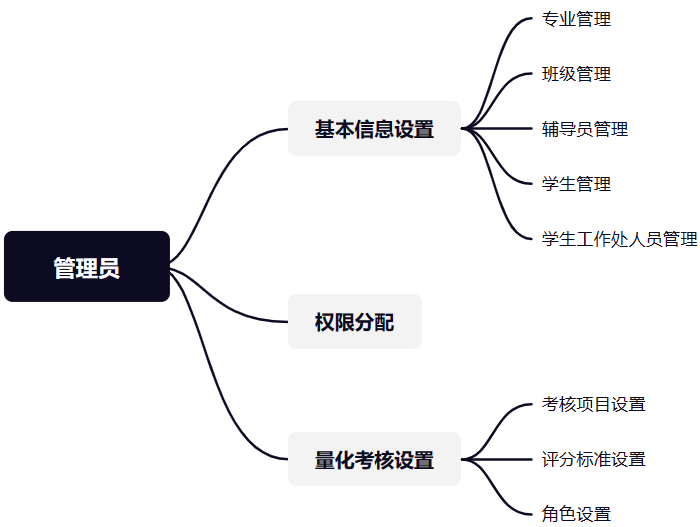 管理员
基本信息设置
专业管理
班级管理
辅导员管理
学生管理
学生工作处人员管理
权限分配
量化考核设置
考核项目设置
评分标准设置
角色设置